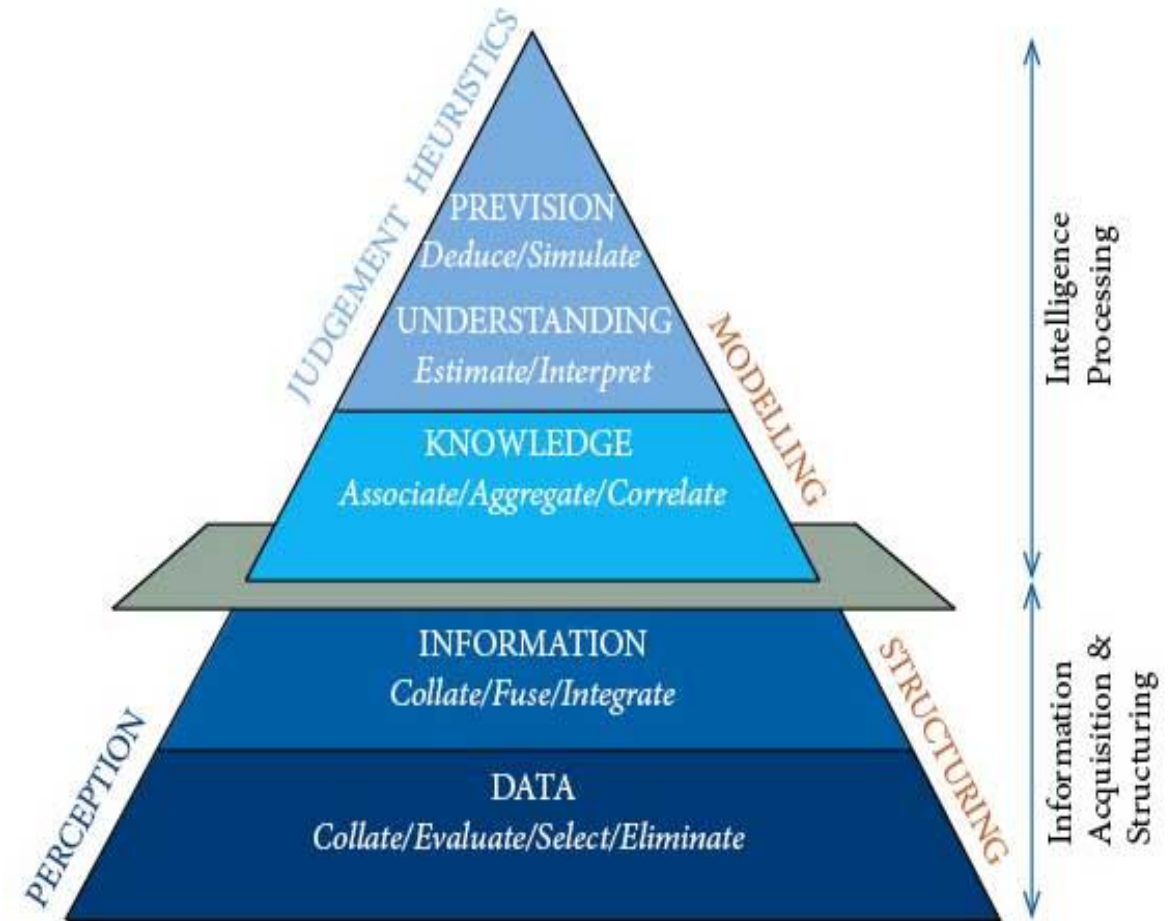 JUDGEMENT HEURISTICS
PREVISION
Deduce/Simulate
UNDERSTANDING
Estimate/Interpret
KNOWLEDGE
Associate/Aggregate/Correlate
MODELLING
Intelligence
Processing
INFORMATION
Collate/Fuse/Integrate
DATA
Collate/Evaluate/Select/Eliminate
PERCEPTION
STRUCTURING
Information
Acquisition &
Structuring